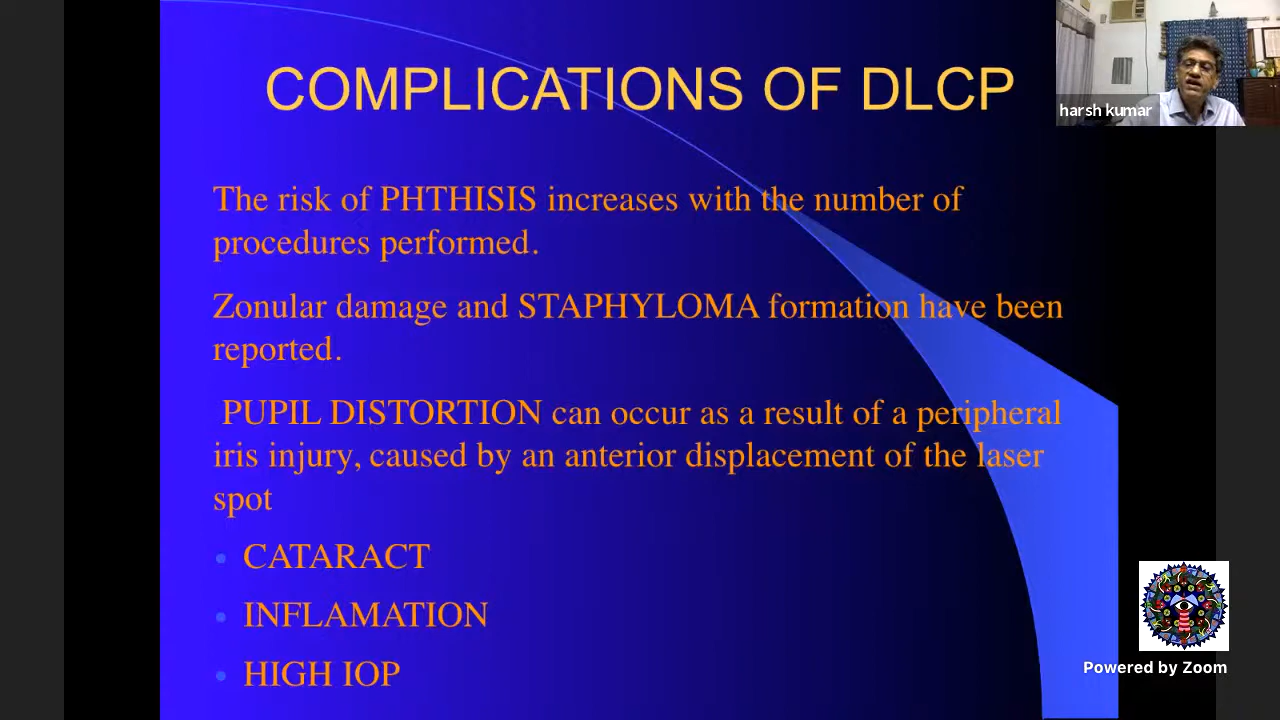 COMPLICATIONS OF DLCP
harsh kumar
The risk of PHTHISIS increases with the number of
procedures performed.
Zonular damage and STAPHYLOMA formation have been
reported.
PUPIL DISTORTION can occur as a result of a peripheral
iris injury, caused by an anterior displacement of the laser
spot
• CATARACT
• INFLAMATION
• HIGH IOP
Powered by Zoom